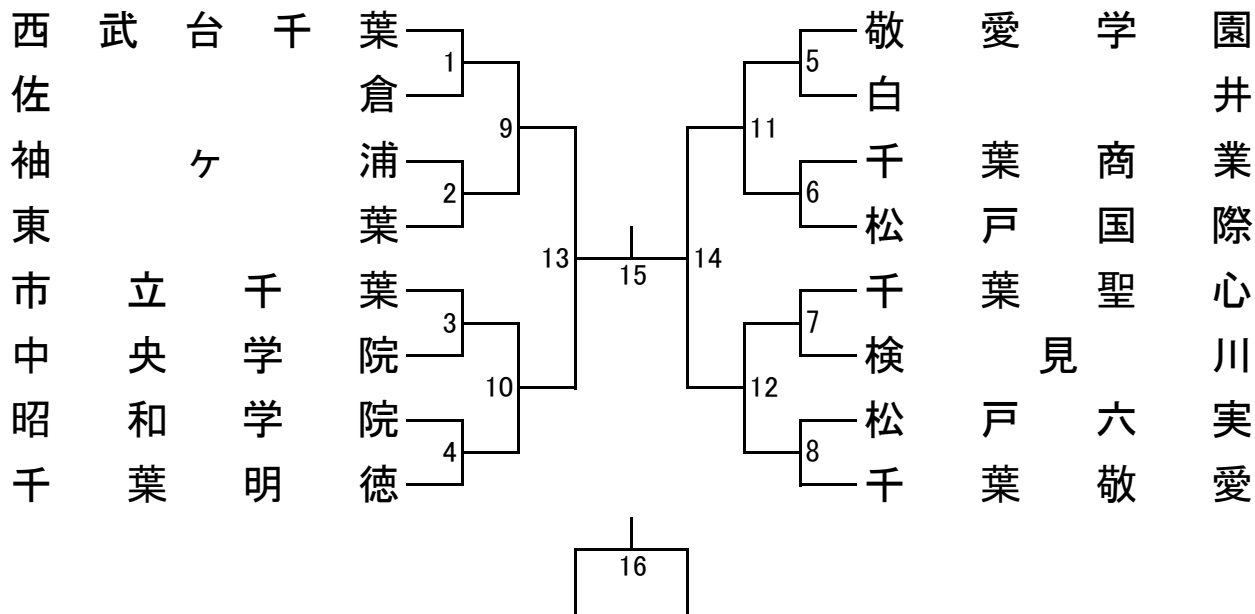 西武台千葉
佐倉
袖ヶ浦
東葉
市立千葉
中央学院
昭和学院
千葉明徳
1
2
3
4
9
10
13
15
14
11
12
5
6
7
8
敬愛学園
白井
千葉商業
松戸国際
千葉聖心
検見川
松戸六実
千葉敬愛
16